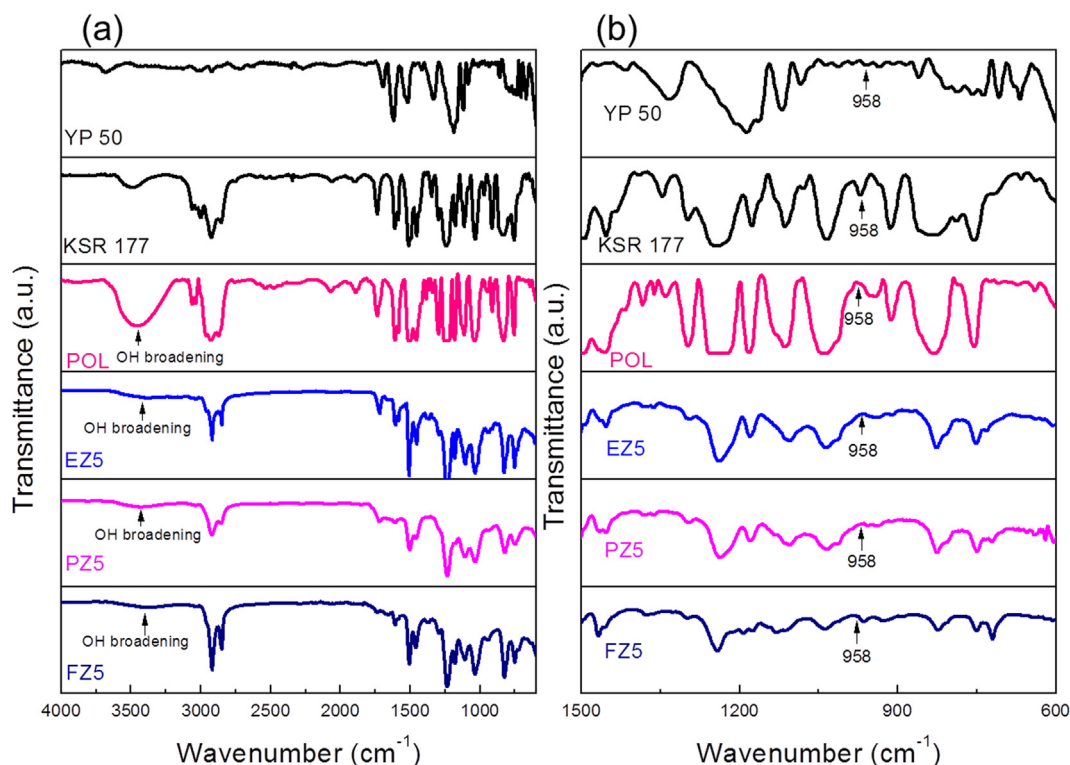 (a)
(b)
YP 50
KSR 177
POL
OH broadening
EZ5
OH broadening
PZ5
OH broadening
FZ5
OH broadening
4000 3500 3000 2500 2000 1500 1000
Wavenumber (cm⁻¹)
Transmittance (a.u.)
YP 50
958
KSR 177
958
POL
958
EZ5
958
PZ5
958
FZ5
958
1500 1200 900 600
Wavenumber (cm⁻¹)
Transmittance (a.u.)